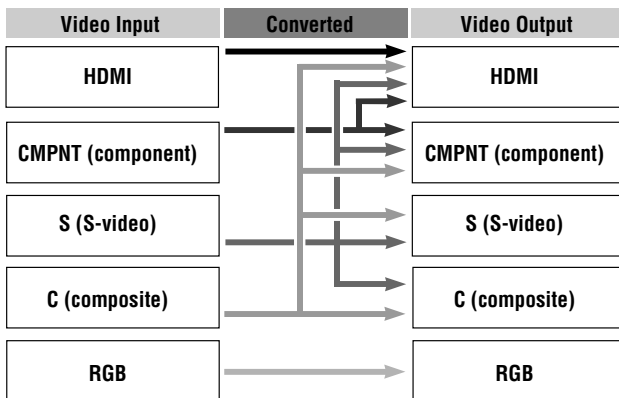 Video Input Converted Video Output
HDMI HDMI
CMPNT (component) CMPNT (component)
S (S-video) S (S-video)
C (composite) C (composite)
RGB RGB